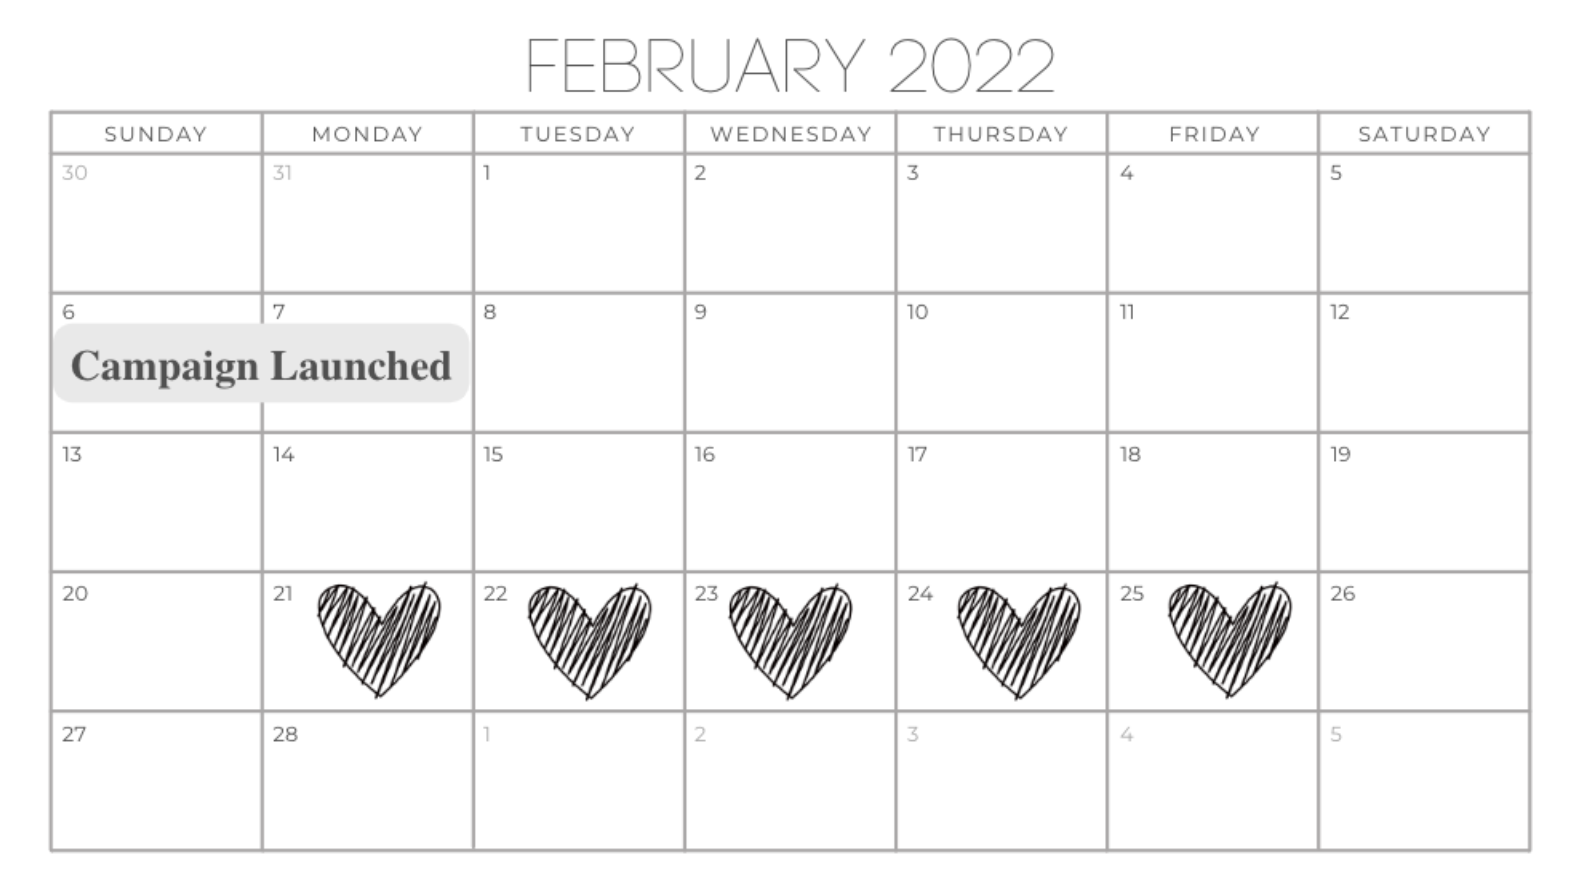 FEBRUARY 2022
SUNDAY MONDAY TUESDAY WEDNESDAY THURSDAY FRIDAY SATURDAY
30 31 1 2 3 4 5
6 7 8 9 10 11 12
Campaign Launched
13 14 15 16 17 18 19
20 21 22 23 24 25 26
27 28 1 2 3 4 5